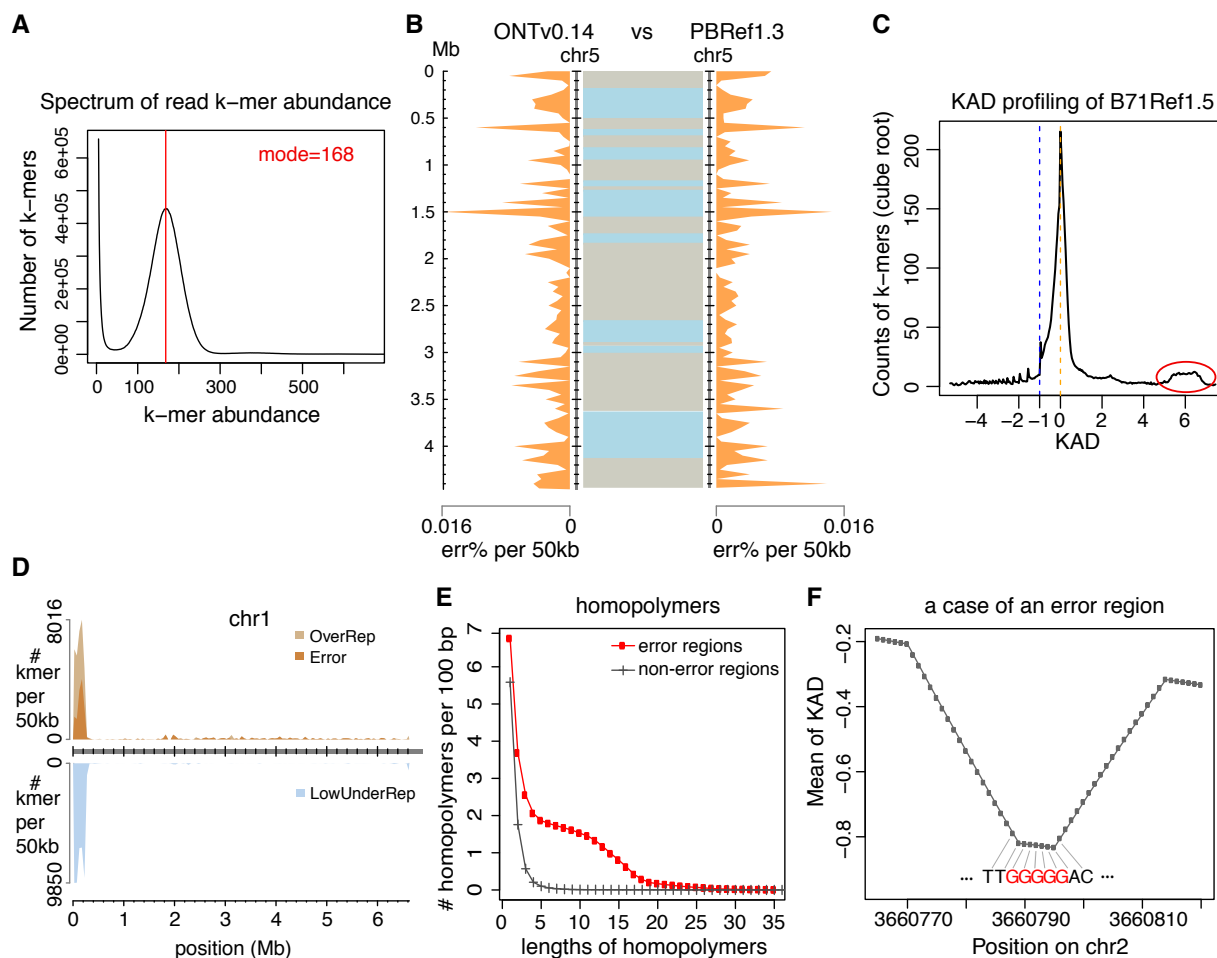 A
Spectrum of read k−mer abundance
mode=168
Number of k−mers
0e+00 2e+05 4e+05 6e+05
0 100 300 500
k−mer abundance
B
ONTv0.14 vs PBRef1.3
Mb chr5 chr5
0
0.5
1
1.5
2
2.5
3
3.5
4
0.016 0 0 0.016
err% per 50kb err% per 50kb
C
KAD profiling of B71Ref1.5
Counts of k−mers (cube root)
0 50 100 150 200
−4 −2 −1 0 2 4 6
KAD
D
chr1
OverRep
Error
8016
#
kmer
per
50kb
0
0
#
kmer
per
50kb
9850
LowUnderRep
0 1 2 3 4 5 6
position (Mb)
E
homopolymers
error regions
non−error regions
# homopolymers per 100 bp
0 1 2 3 4 5 6 7
0 5 10 15 20 25 30 35
lengths of homopolymers
F
a case of an error region
Mean of KAD
−0.8 −0.6 −0.4 −0.2
... TTGGGGGAC ...
3660770 3660790 3660810
Position on chr2